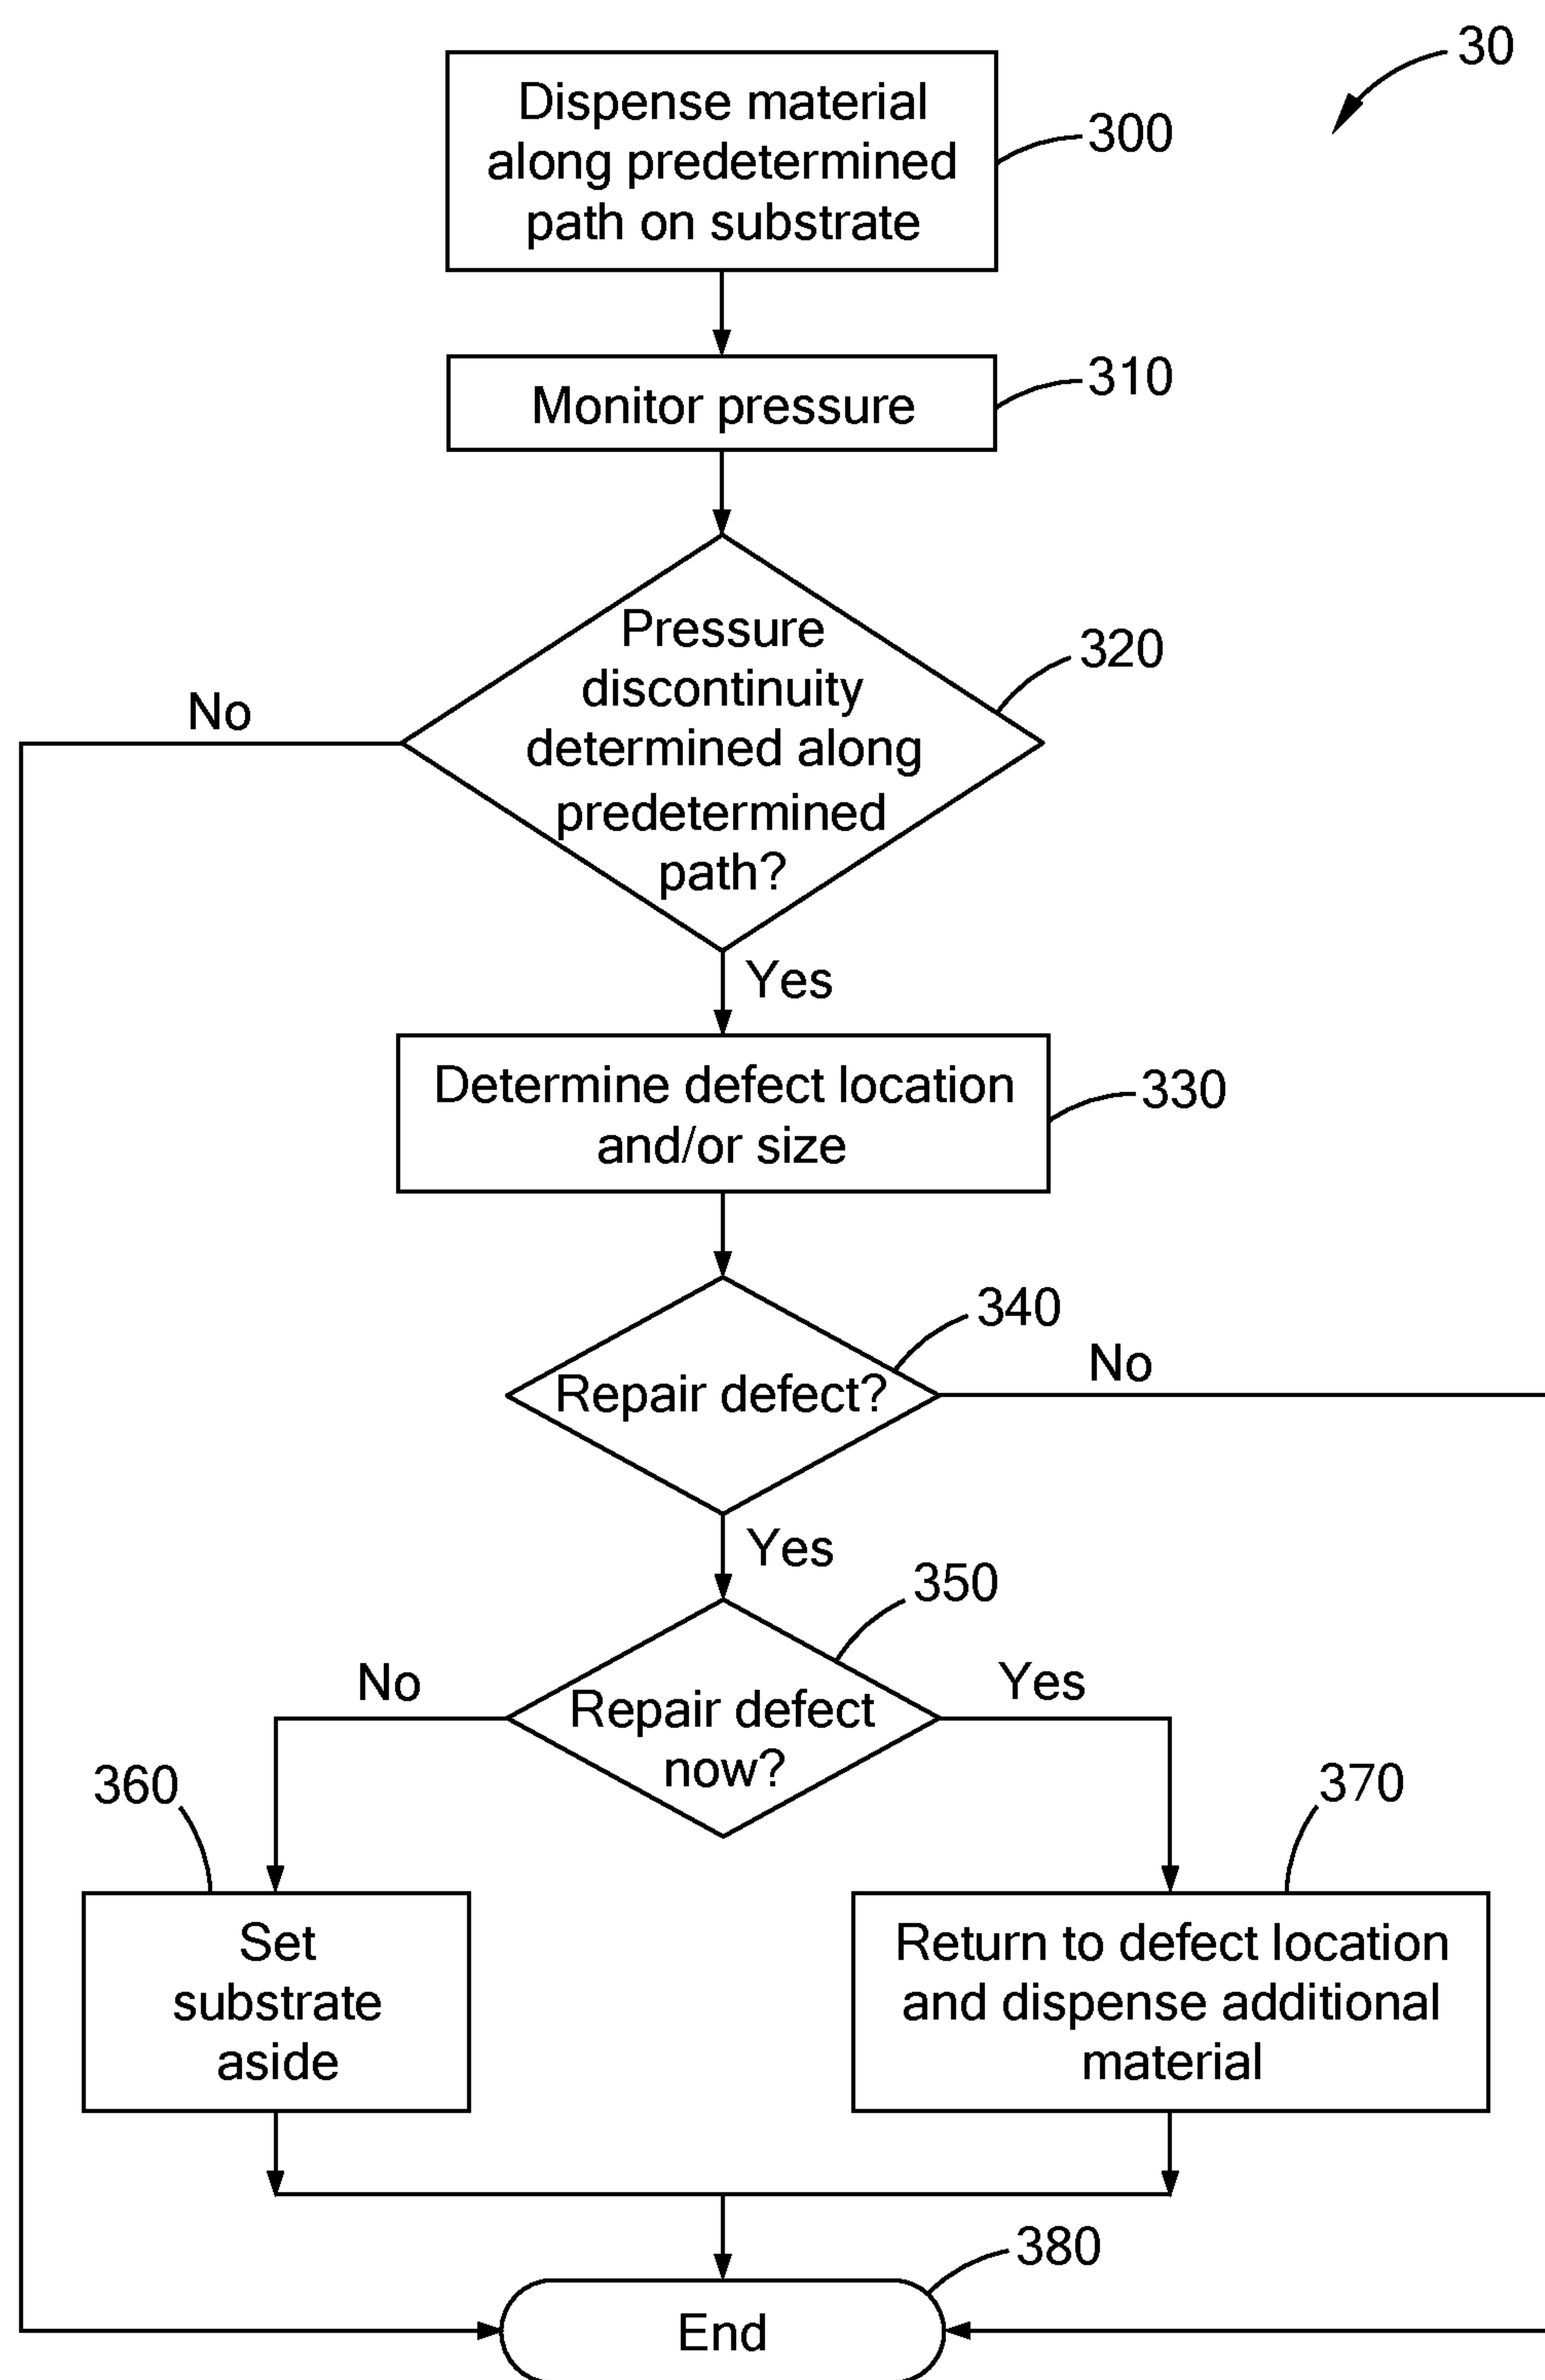 30
Dispense material
along predetermined
path on substrate
300
Monitor pressure
310
Pressure
discontinuity
determined along
predetermined
path?
320
No
Yes
Determine defect location
and/or size
330
340
Repair defect?
No
Yes
350
Repair defect
now?
No
Yes
360
Set
substrate
aside
370
Return to defect location
and dispense additional
material
380
End